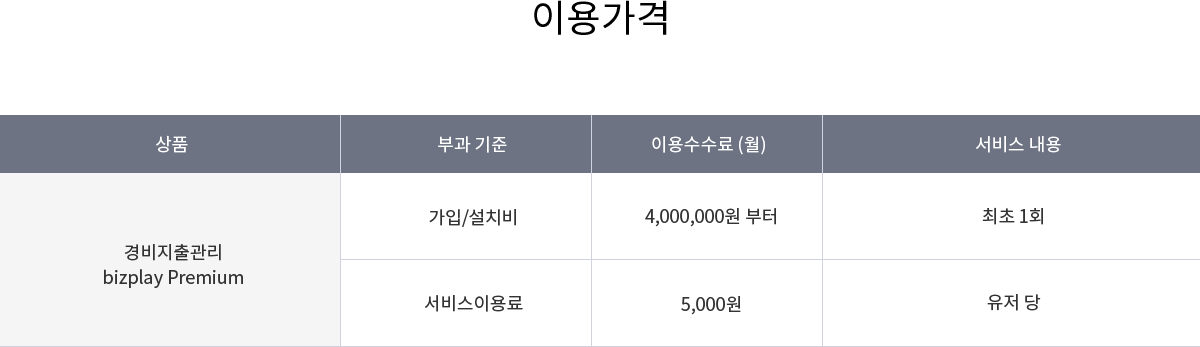 이용가격
상품 부과 기준 이용수수료 (월) 서비스 내용
경비지출관리
bizplay Premium
가입/설치비 4,000,000원 부터 최초 1회
서비스이용료 5,000원 유저 당